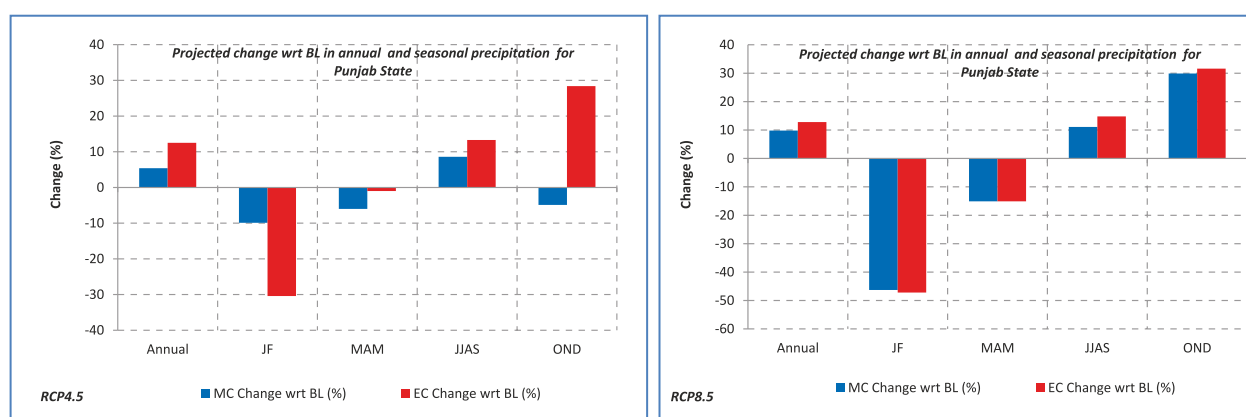 Projected change wrt BL in annual and seasonal precipitation for
Punjab State
40
30
20
10
0
-10
-20
-30
-40
Change (%)
Annual JF MAM JJAS OND
RCP4.5
MC Change wrt BL (%) EC Change wrt BL (%)
Projected change wrt BL in annual and seasonal precipitation for
Punjab State
40
30
20
10
0
-10
-20
-30
-40
-50
-60
Change (%)
Annual JF MAM JJAS OND
RCP8.5
MC Change wrt BL (%) EC Change wrt BL (%)